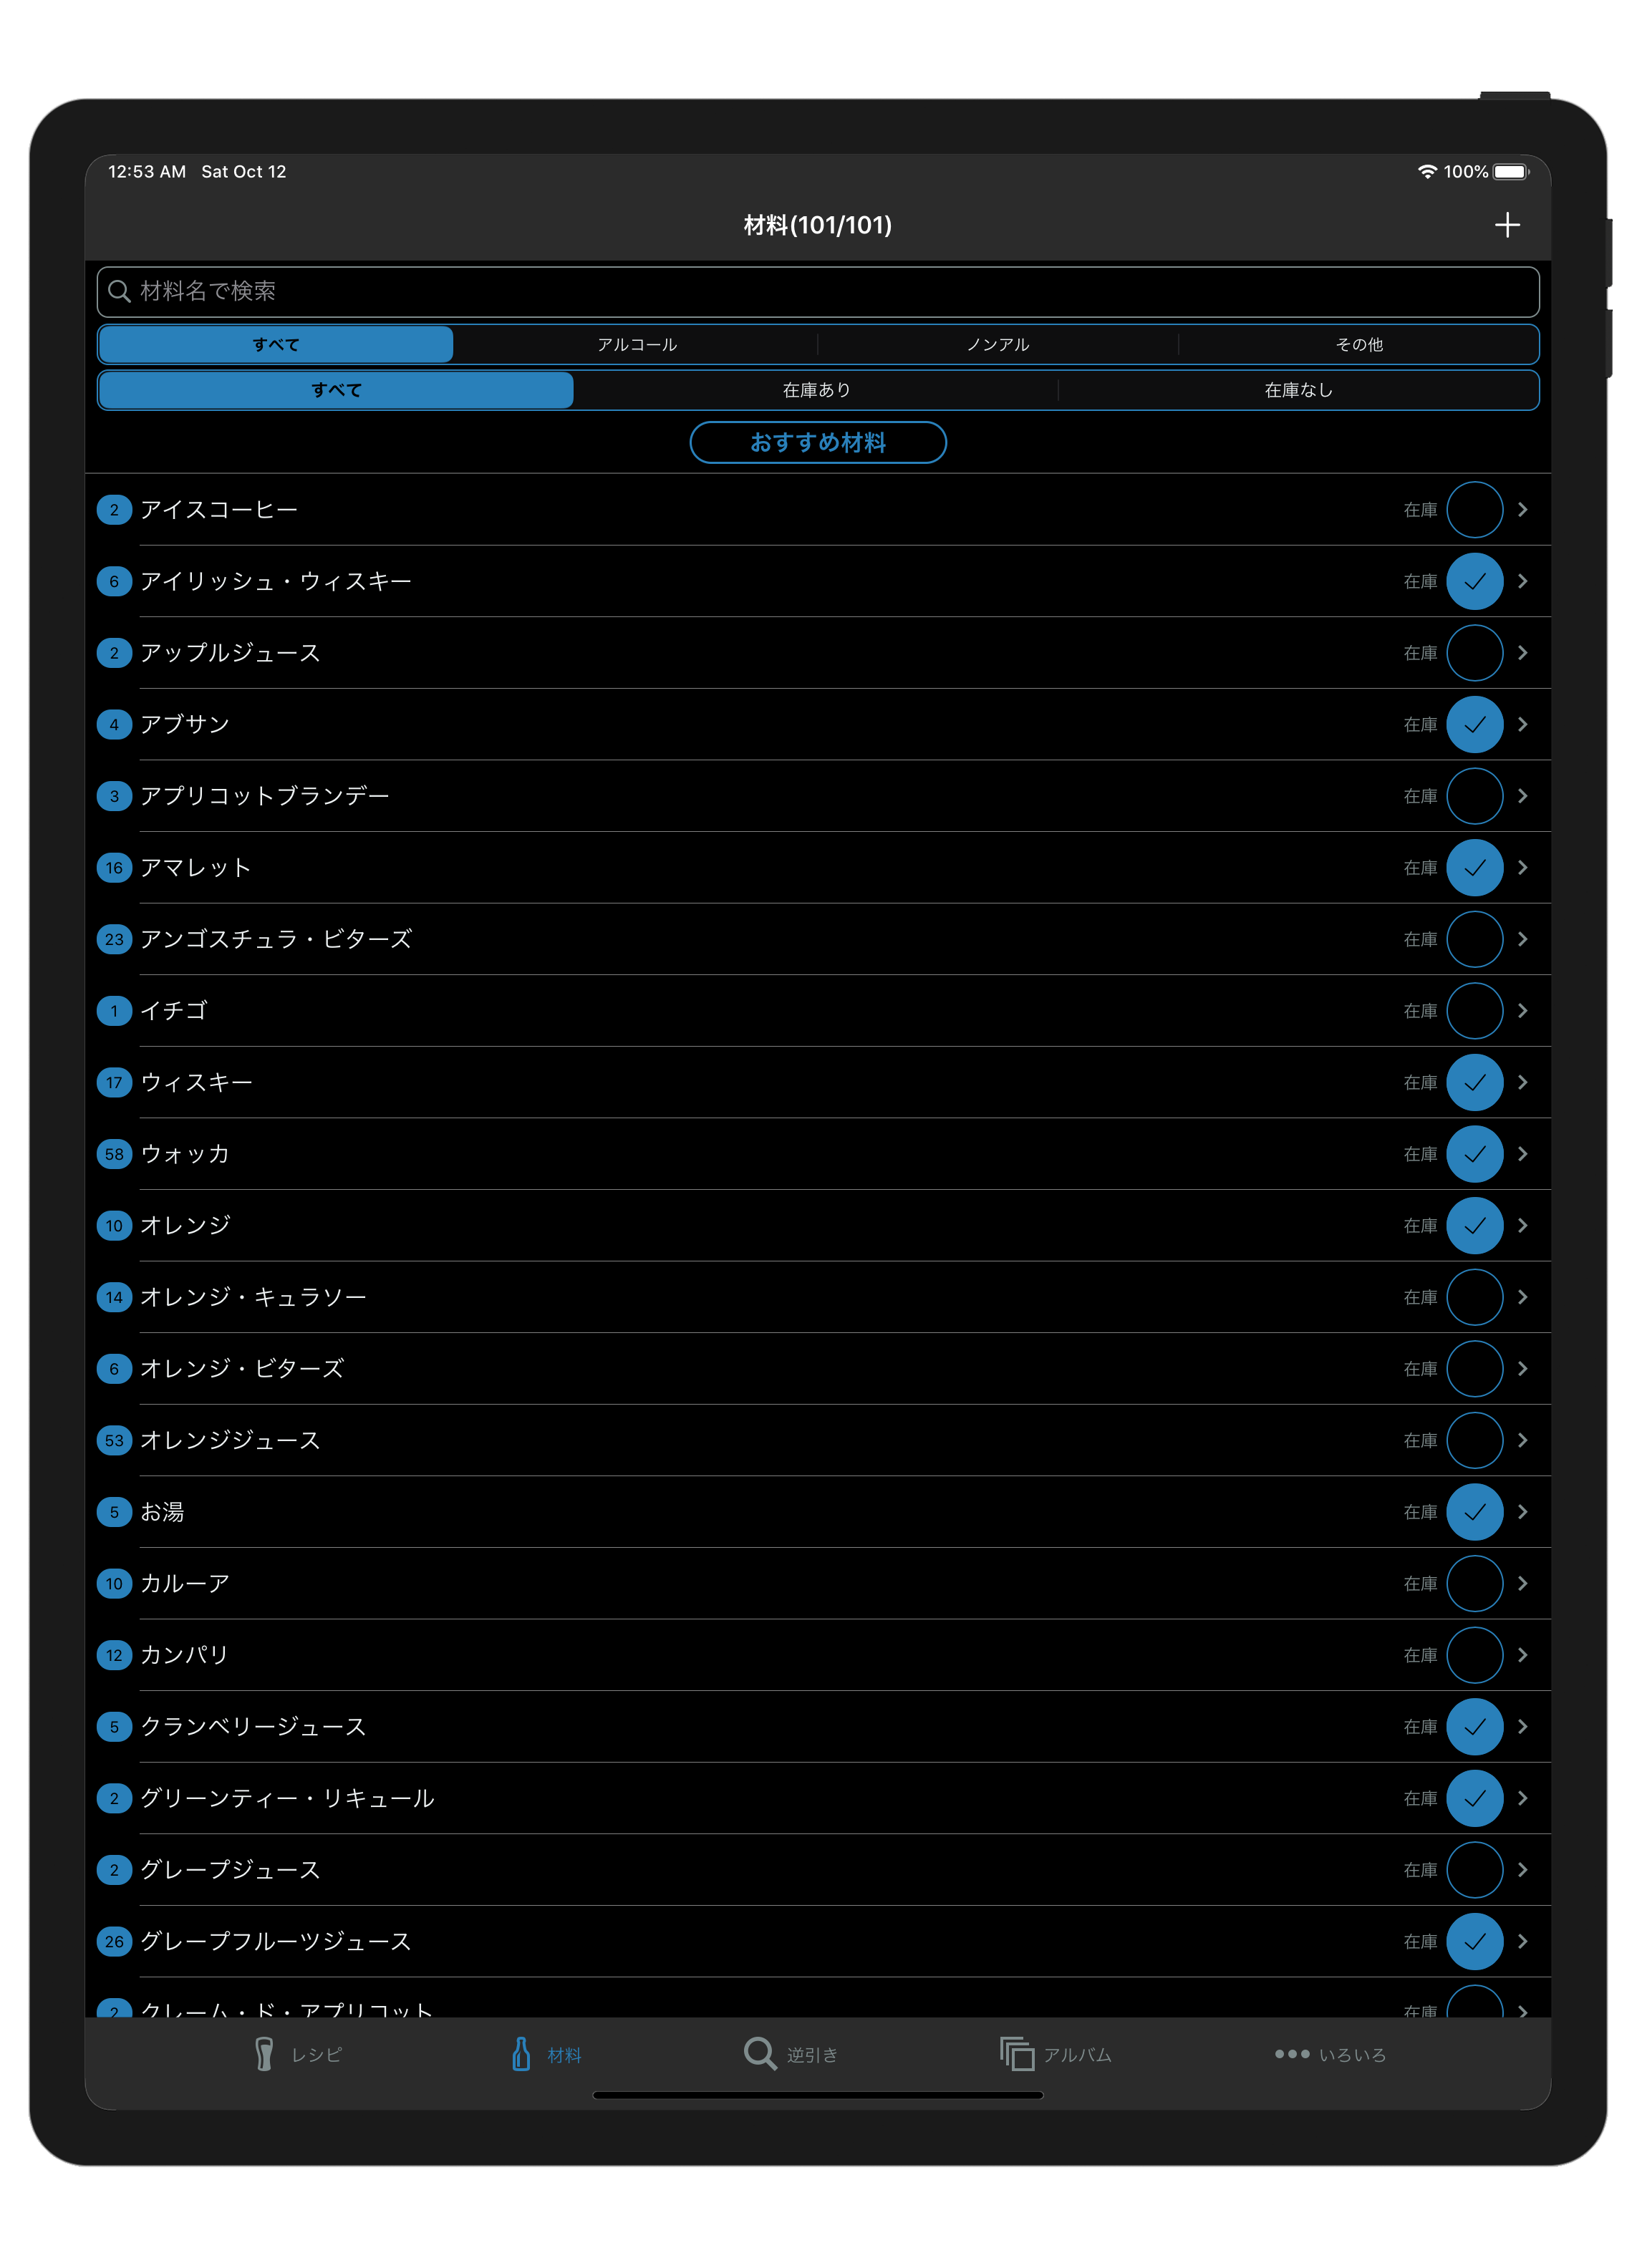 12:53 AM Sat Oct 12 100%
材料(101/101)
材料名で検索
すべて アルコール ノンアル その他
すべて 在庫あり 在庫なし
おすすめ材料
2 アイスコーヒー 在庫
6 アイリッシュ・ウィスキー 在庫
2 アップルジュース 在庫
4 アブサン 在庫
3 アプリコットブランデー 在庫
16 アマレット 在庫
23 アンゴスチュラ・ビターズ 在庫
1 イチゴ 在庫
17 ウィスキー 在庫
58 ウォッカ 在庫
10 オレンジ 在庫
14 オレンジ・キュラソー 在庫
6 オレンジ・ビターズ 在庫
53 オレンジジュース 在庫
5 お湯 在庫
10 カルーア 在庫
12 カンパリ 在庫
5 クランベリージュース 在庫
2 グリーンティー・リキュール 在庫
2 グレープジュース 在庫
26 グレープフルーツジュース 在庫
2 クレーム・ド・アプリコット 在庫
レシピ 材料 逆引き アルバム いろいろ